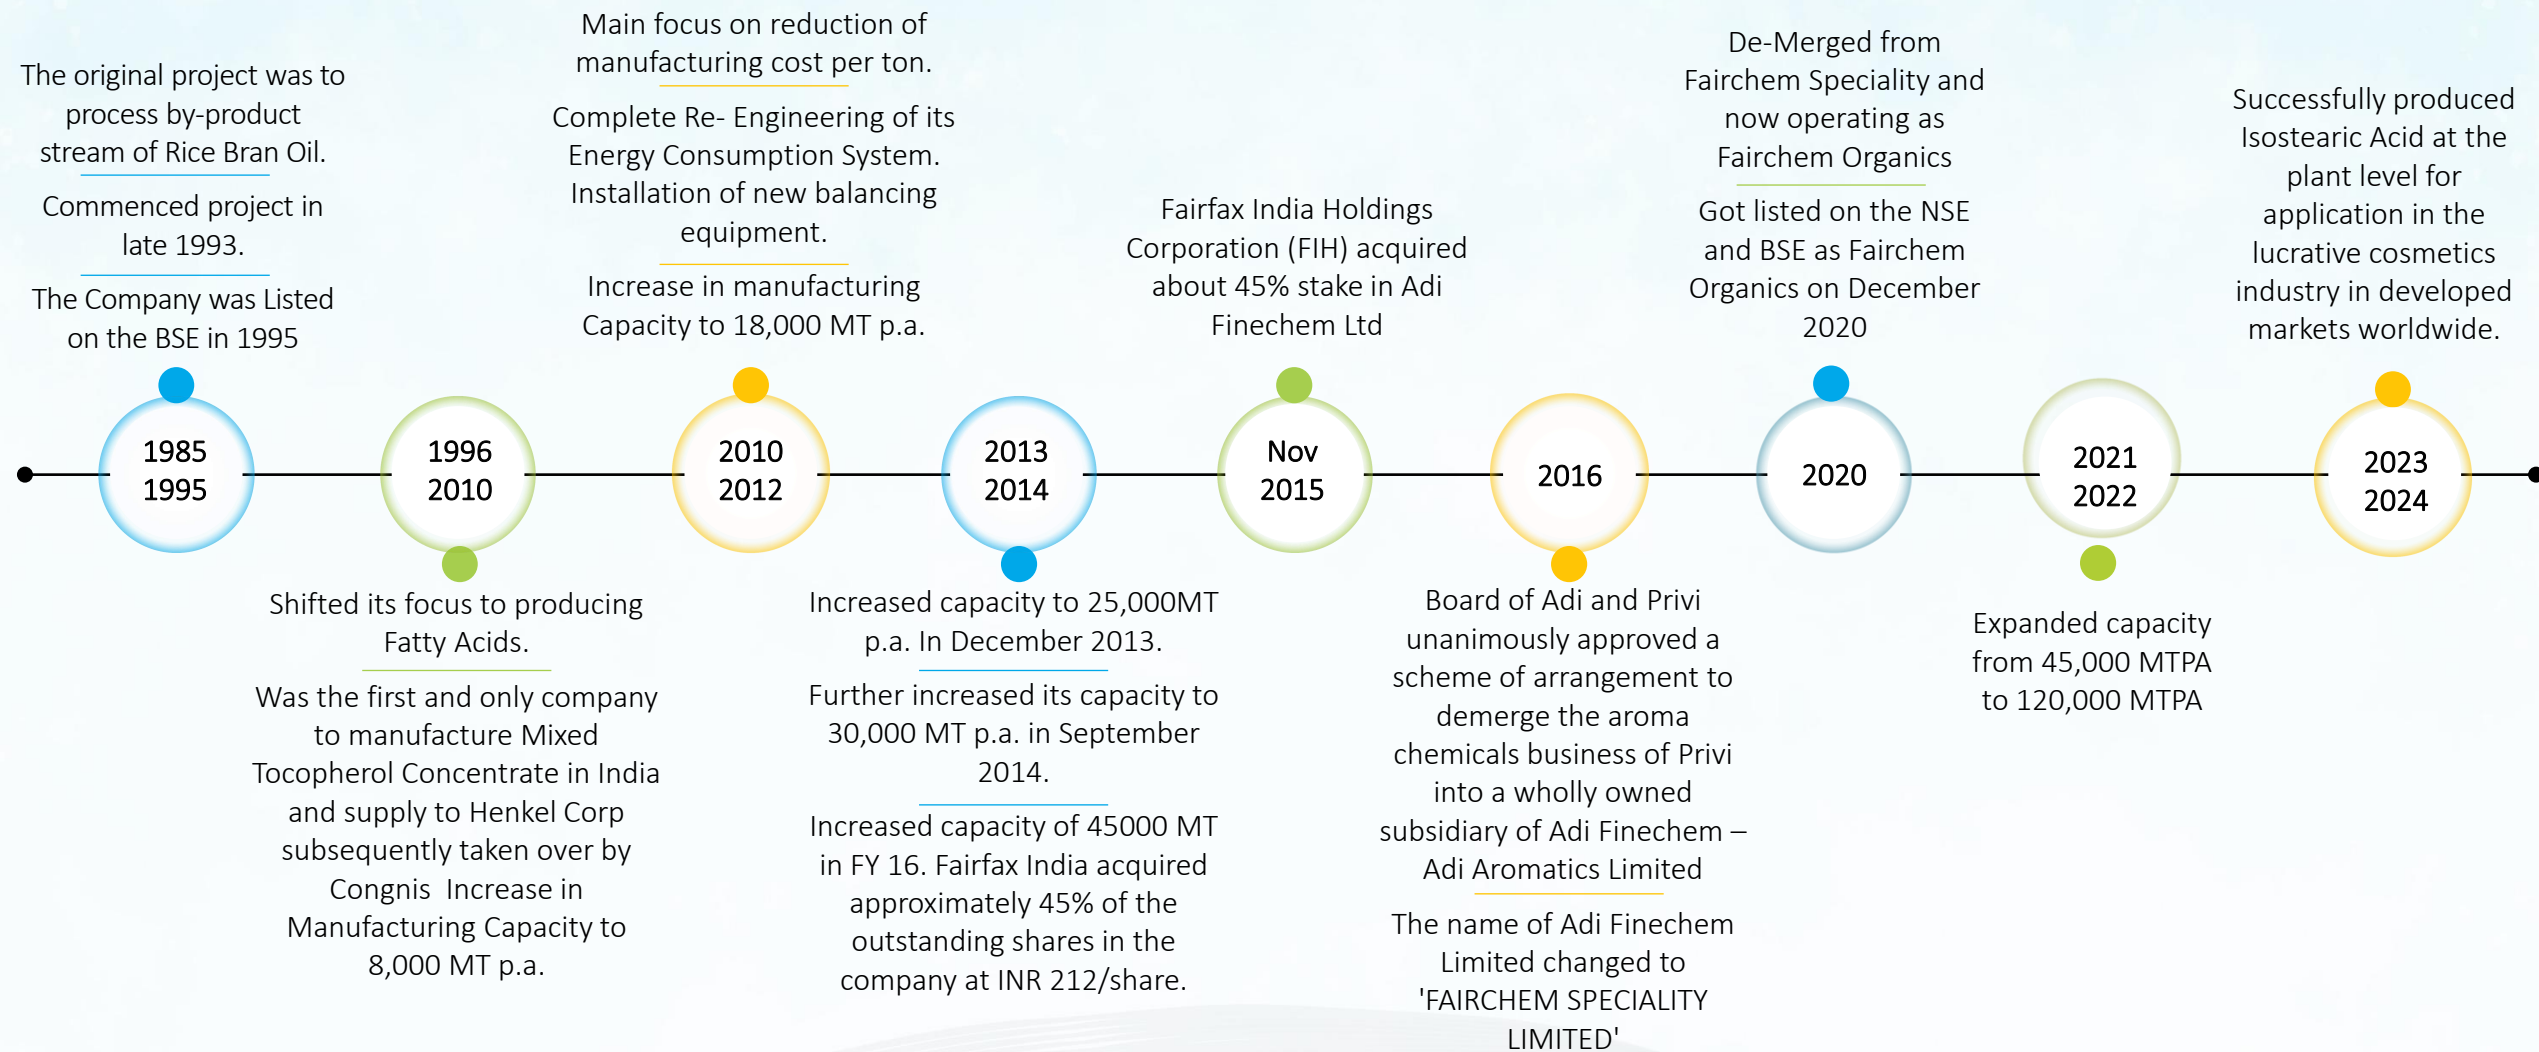 The original project was to
process by-product
stream of Rice Bran Oil.
Commenced project in
late 1993.
The Company was Listed
on the BSE in 1995
1985
1995
1996
2010
Shifted its focus to producing
Fatty Acids.
Was the first and only company
to manufacture Mixed
Tocopherol Concentrate in India
and supply to Henkel Corp
subsequently taken over by
Congnis  Increase in
Manufacturing Capacity to
8,000 MT p.a.
Main focus on reduction of
manufacturing cost per ton.
Complete Re- Engineering of its
Energy Consumption System.
Installation of new balancing
equipment.
Increase in manufacturing
Capacity to 18,000 MT p.a.
2010
2012
2013
2014
Increased capacity to 25,000MT
p.a. In December 2013.
Further increased its capacity to
30,000 MT p.a. in September
2014.
Increased capacity of 45000 MT
in FY 16. Fairfax India acquired
approximately 45% of the
outstanding shares in the
company at INR 212/share.
Fairfax India Holdings
Corporation (FIH) acquired
about 45% stake in Adi
Finechem Ltd
Nov
2015
2016
Board of Adi and Privi
unanimously approved a
scheme of arrangement to
demerge the aroma
chemicals business of Privi
into a wholly owned
subsidiary of Adi Finechem –
Adi Aromatics Limited
The name of Adi Finechem
Limited changed to
'FAIRCHEM SPECIALITY
LIMITED'
De-Merged from
Fairchem Speciality and
now operating as
Fairchem Organics
Got listed on the NSE
and BSE as Fairchem
Organics on December
2020
2020
2021
2022
Expanded capacity
from 45,000 MTPA
to 120,000 MTPA
Successfully produced
Isostearic Acid at the
plant level for
application in the
lucrative cosmetics
industry in developed
markets worldwide.
2023
2024